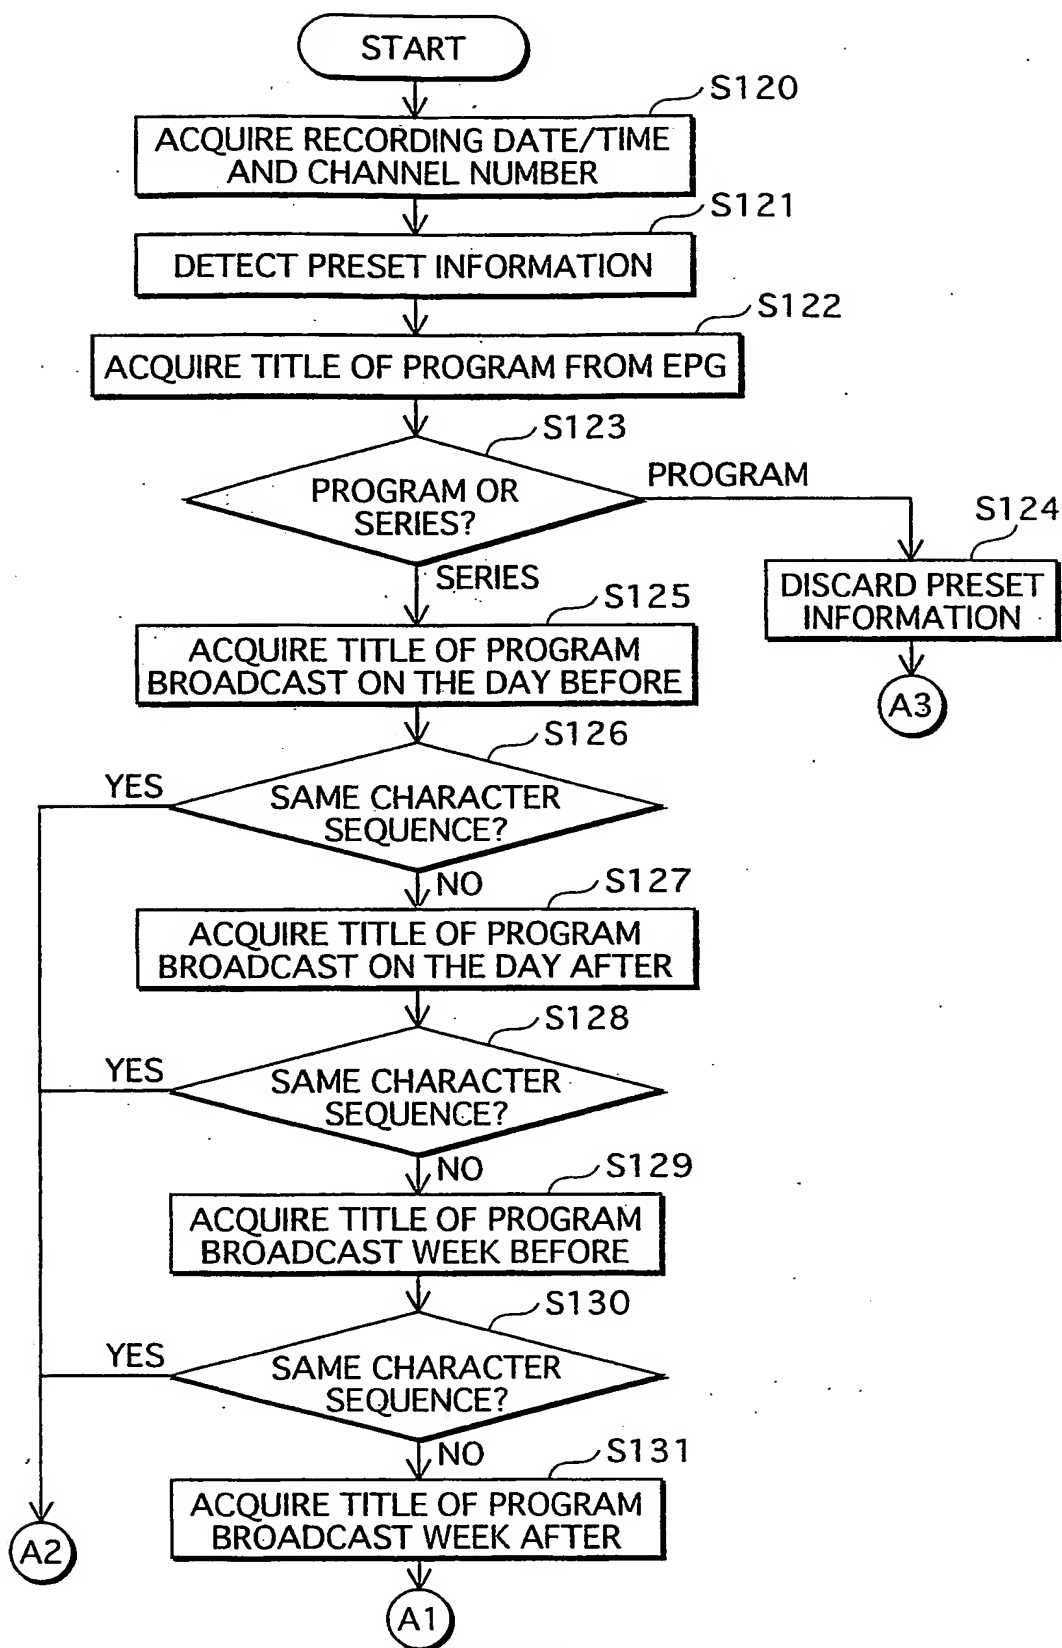 START
S120
ACQUIRE RECORDING DATE/TIME
AND CHANNEL NUMBER
S121
DETECT PRESET INFORMATION
S122
ACQUIRE TITLE OF PROGRAM FROM EPG
S123
PROGRAM OR
SERIES?
PROGRAM
S124
DISCARD PRESET
INFORMATION
A3
SERIES
S125
ACQUIRE TITLE OF PROGRAM
BROADCAST ON THE DAY BEFORE
S126
YES
SAME CHARACTER
SEQUENCE?
NO
S127
ACQUIRE TITLE OF PROGRAM
BROADCAST ON THE DAY AFTER
S128
YES
SAME CHARACTER
SEQUENCE?
NO
S129
ACQUIRE TITLE OF PROGRAM
BROADCAST WEEK BEFORE
S130
YES
SAME CHARACTER
SEQUENCE?
NO
S131
ACQUIRE TITLE OF PROGRAM
BROADCAST WEEK AFTER
A2
A1